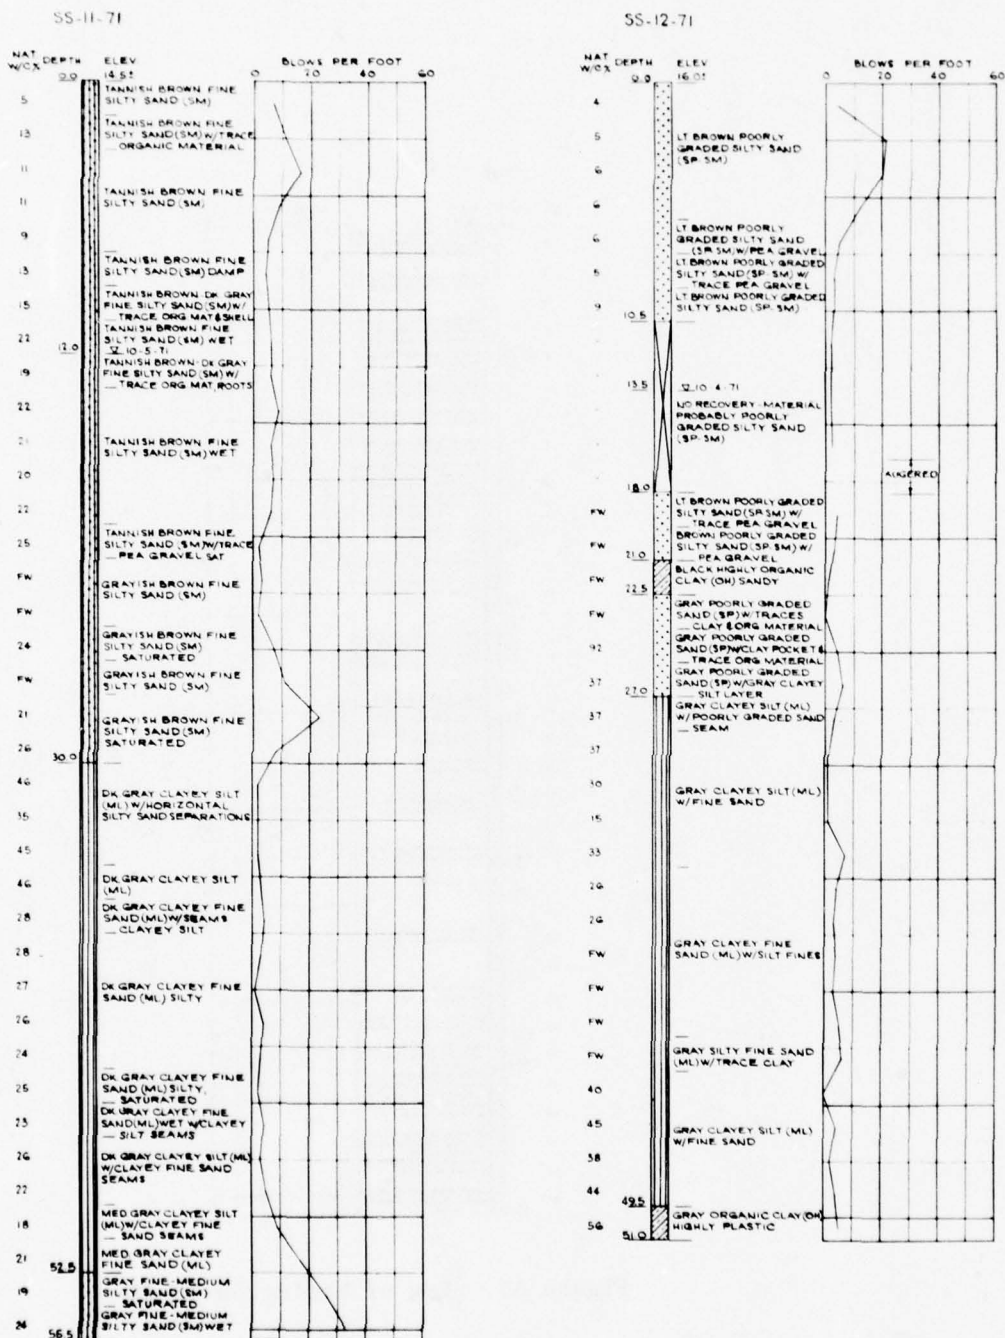 SS-11-71
NAT W/C% DEPTH ELEV BLOWS PER FOOT
0.0 14.5± 0 20 40 60
TANNISH BROWN FINE
5 SILTY SAND (SM)
TANNISH BROWN FINE
13 SILTY SAND (SM) W/TRACE
ORGANIC MATERIAL
11
TANNISH BROWN FINE
11 SILTY SAND (SM)
9
TANNISH BROWN FINE
13 SILTY SAND (SM) DAMP
TANNISH BROWN-DK GRAY
15 FINE SILTY SAND (SM) W/
TRACE ORG MAT & SHELL
TANNISH BROWN FINE
22 SILTY SAND (SM) WET
12.0 10-5-71
TANNISH BROWN-DK GRAY
19 FINE SILTY SAND (SM) W/
TRACE ORG MAT, ROOTS
22
TANNISH BROWN FINE
21 SILTY SAND (SM) WET
20
22
TANNISH BROWN FINE
25 SILTY SAND (SM) W/TRACE
PEA GRAVEL SAT
FW
GRAYISH BROWN FINE
SILTY SAND (SM)
FW
GRAYISH BROWN FINE
24 SILTY SAND (SM)
SATURATED
GRAYISH BROWN FINE
FW SILTY SAND (SM)
21 GRAYISH BROWN FINE
SILTY SAND (SM)
26 SATURATED
30.0
46
DK GRAY CLAYEY SILT
(ML) W/HORIZONTAL
35 SILTY SAND SEPARATIONS
45
DK GRAY CLAYEY SILT
46 (ML)
DK GRAY CLAYEY FINE
28 SAND (ML) W/SEAMS
CLAYEY SILT
28
27 DK GRAY CLAYEY FINE
SAND (ML) SILTY
26
24
DK GRAY CLAYEY FINE
25 SAND (ML) SILTY,
SATURATED
DK GRAY CLAYEY FINE
23 SAND (ML) WET W/CLAYEY
SILT SEAMS
26 DK GRAY CLAYEY SILT (ML)
W/CLAYEY FINE SAND
SEAMS
22
MED GRAY CLAYEY SILT
18 (ML) W/CLAYEY FINE
SAND SEAMS
21 MED GRAY CLAYEY
FINE SAND (ML)
52.5
GRAY FINE-MEDIUM
19 SILTY SAND (SM)
SATURATED
GRAY FINE-MEDIUM
24 SILTY SAND (SM) WET
56.5
SS-12-71
NAT W/C% DEPTH ELEV BLOWS PER FOOT
0.0 16.0± 0 20 40 60
4
5 LT BROWN POORLY
GRADED SILTY SAND
(SP-SM)
6
6
LT BROWN POORLY
6 GRADED SILTY SAND
(SP-SM) W/PEA GRAVEL
LT BROWN POORLY GRADED
5 SILTY SAND (SP-SM) W/
TRACE PEA GRAVEL
LT BROWN POORLY GRADED
9 SILTY SAND (SP-SM)
10.5
13.5 10-4-71
NO RECOVERY-MATERIAL
PROBABLY POORLY
GRADED SILTY SAND
(SP-SM)
AUGERED
18.0
LT BROWN POORLY GRADED
FW SILTY SAND (SP-SM) W/
TRACE PEA GRAVEL
BROWN POORLY GRADED
FW SILTY SAND (SP-SM) W/
PEA GRAVEL
21.0
BLACK HIGHLY ORGANIC
FW CLAY (OH) SANDY
22.5
GRAY POORLY GRADED
FW SAND (SP) W/TRACES
CLAY & ORG MATERIAL
GRAY POORLY GRADED
92 SAND (SP) W/CLAY POCKET &
TRACE ORG MATERIAL
GRAY POORLY GRADED
37 SAND (SP) W/GRAY CLAYEY
SILT LAYER
27.0
GRAY CLAYEY SILT (ML)
37 W/POORLY GRADED SAND
SEAM
37
30 GRAY CLAYEY SILT (ML)
W/FINE SAND
15
33
26
26
GRAY CLAYEY FINE
FW SAND (ML) W/SILT FINES
FW
FW
FW GRAY SILTY FINE SAND
(ML) W/TRACE CLAY
40
45 GRAY CLAYEY SILT (ML)
W/FINE SAND
38
44
49.5
GRAY ORGANIC CLAY (OH)
56 HIGHLY PLASTIC
51.0